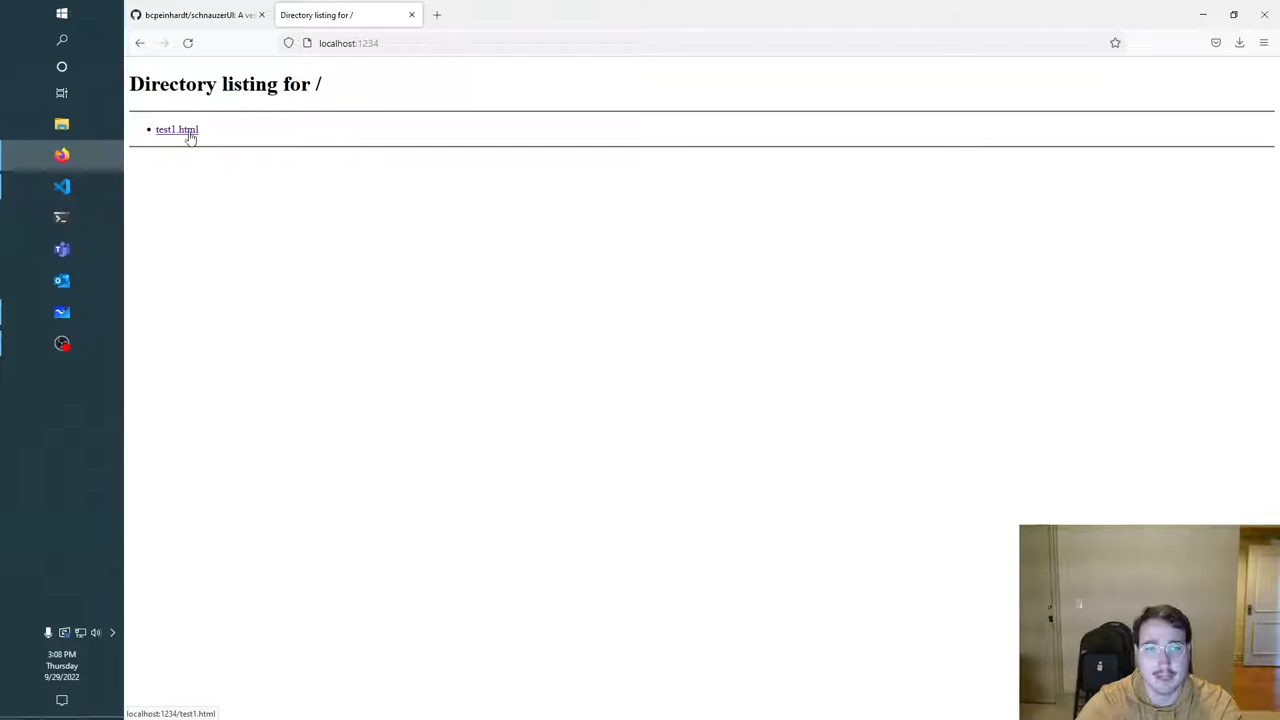 bcpeinhardt/schnauzerUI: A ve
Directory listing for /
localhost:1234
Directory listing for /
test1.html
3:08 PM
Thursday
9/29/2022
localhost:1234/test1.html